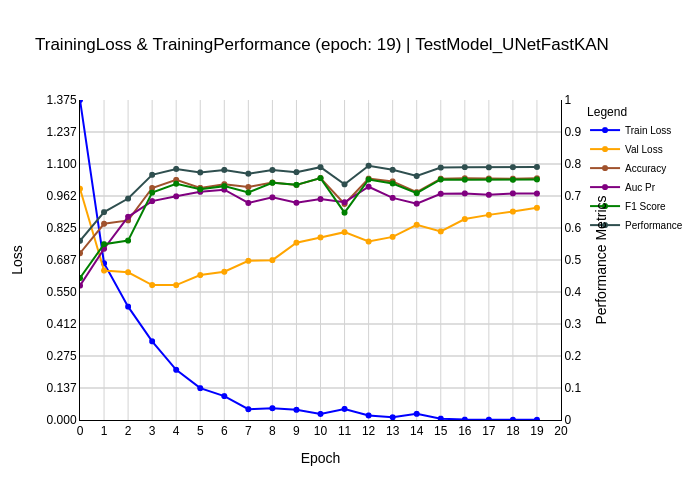 TrainingLoss & TrainingPerformance (epoch: 19) | TestModel_UNetFastKAN
Legend
Train Loss
Val Loss
Accuracy
Auc Pr
F1 Score
Performance
Loss
1.375
1.237
1.100
0.962
0.825
0.687
0.550
0.412
0.275
0.137
0.000
1
0.9
0.8
0.7
0.6
0.5
0.4
0.3
0.2
0.1
0
Performance Metrics
0 1 2 3 4 5 6 7 8 9 10 11 12 13 14 15 16 17 18 19 20
Epoch